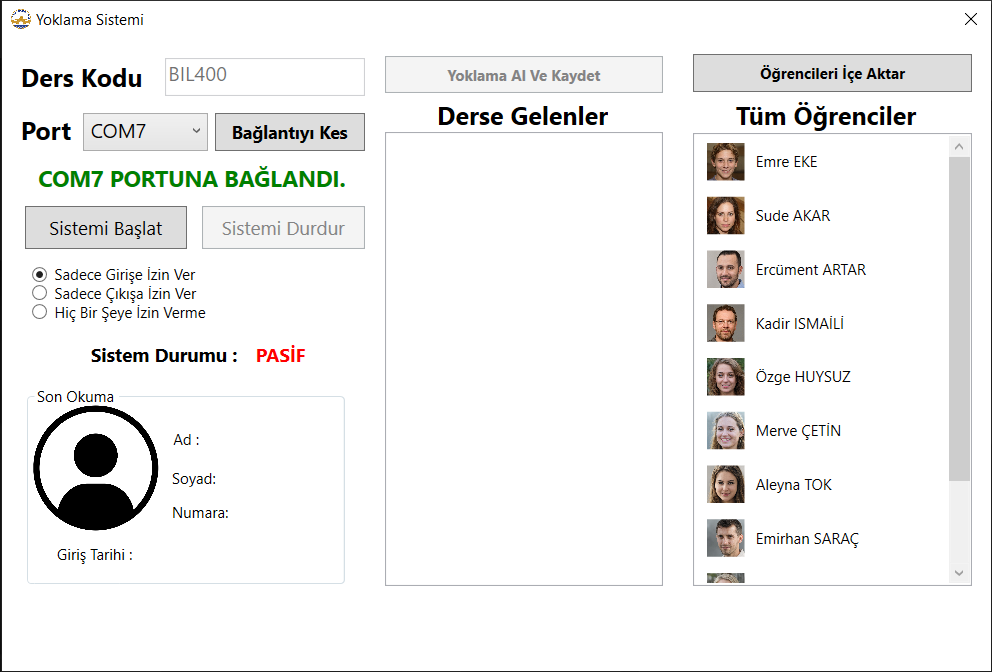 Yoklama Sistemi
Ders Kodu BIL400
Port COM7 Bağlantıyı Kes
COM7 PORTUNA BAĞLANDI.
Sistemi Başlat Sistemi Durdur
Sadece Girişe İzin Ver
Sadece Çıkışa İzin Ver
Hiç Bir Şeye İzin Verme
Sistem Durumu : PASİF
Son Okuma
Ad :
Soyad:
Numara:
Giriş Tarihi :
Yoklama Al Ve Kaydet
Derse Gelenler
Öğrencileri İçe Aktar
Tüm Öğrenciler
Emre EKE
Sude AKAR
Ercüment ARTAR
Kadir ISMAİLİ
Özge HUYSUZ
Merve ÇETİN
Aleyna TOK
Emirhan SARAÇ